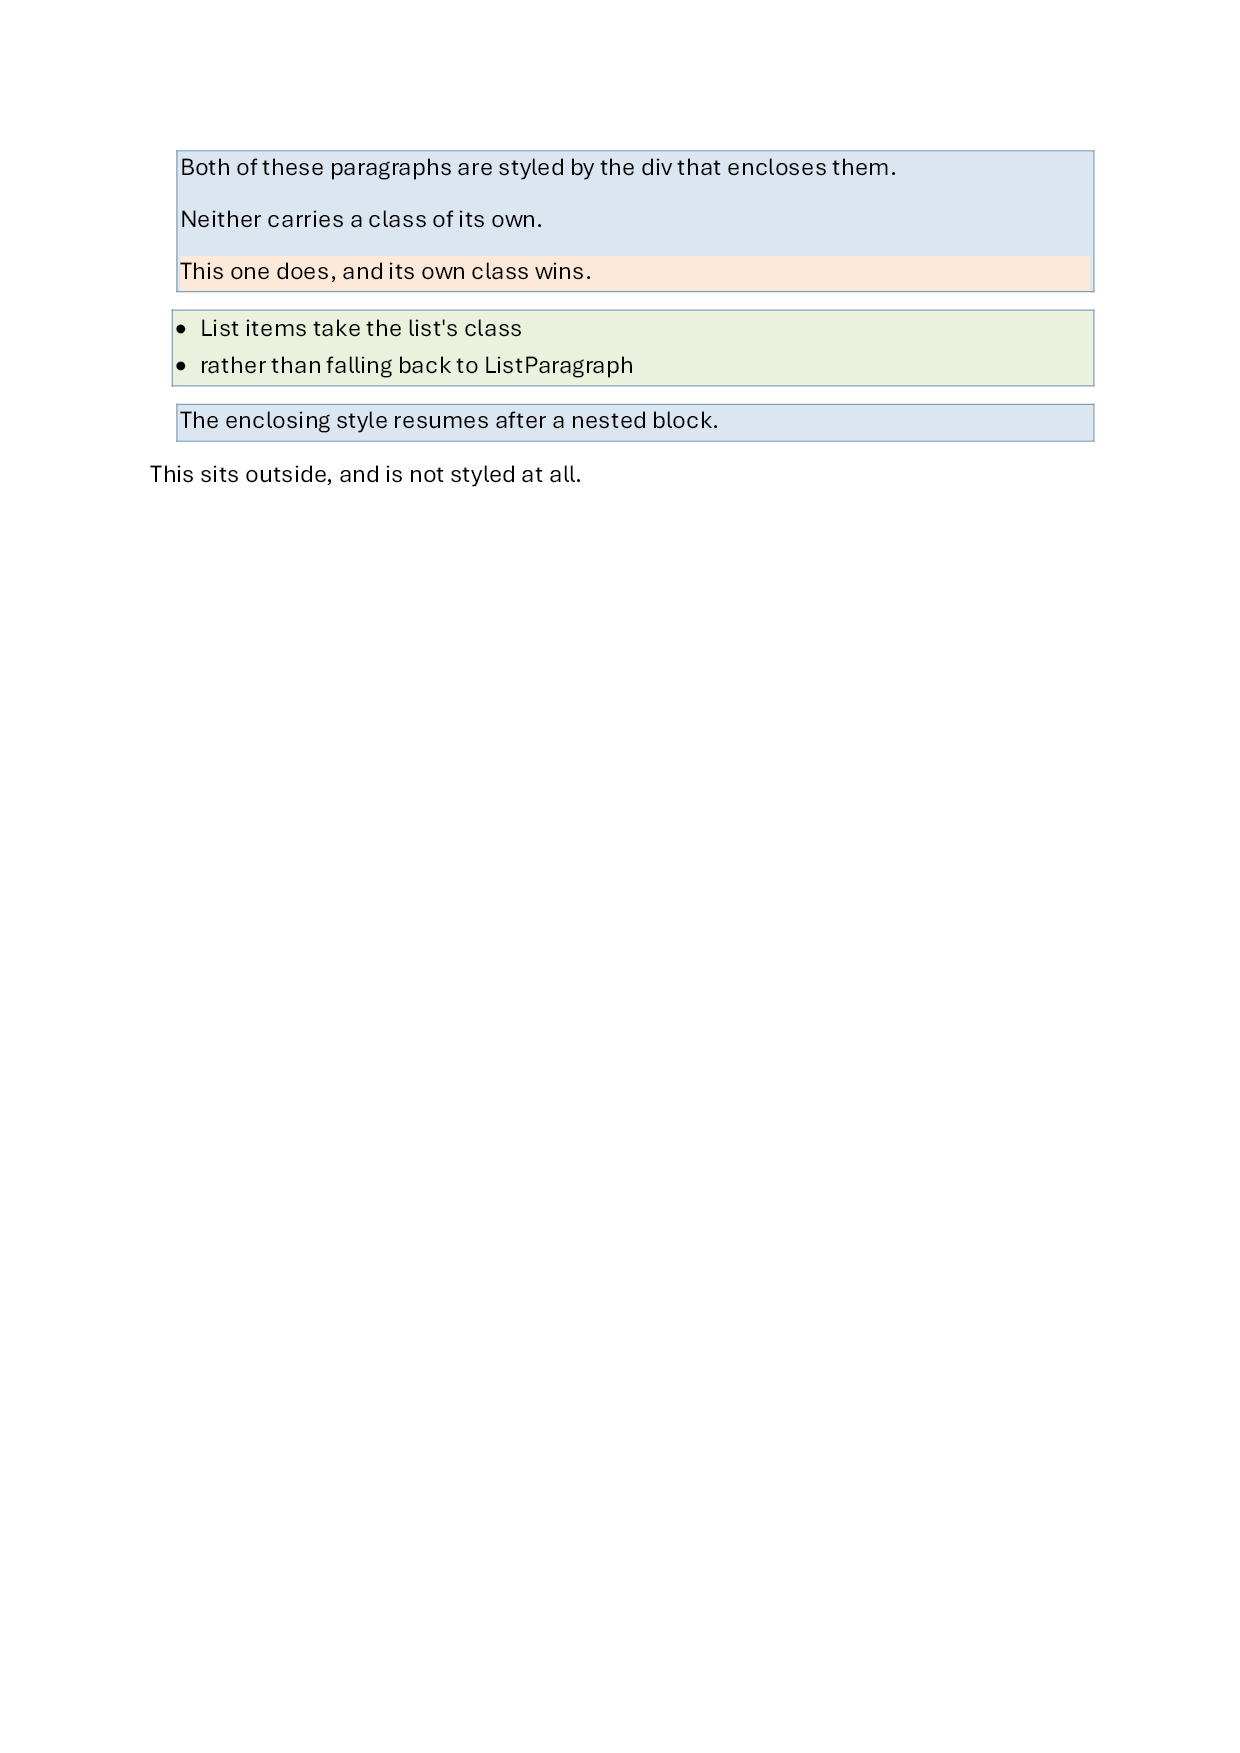 Both of these paragraphs are styled by the div that encloses them.
Neither carries a class of its own.
This one does, and its own class wins.
• List items take the list's class
• rather than falling back to ListParagraph
The enclosing style resumes after a nested block.
This sits outside, and is not styled at all.